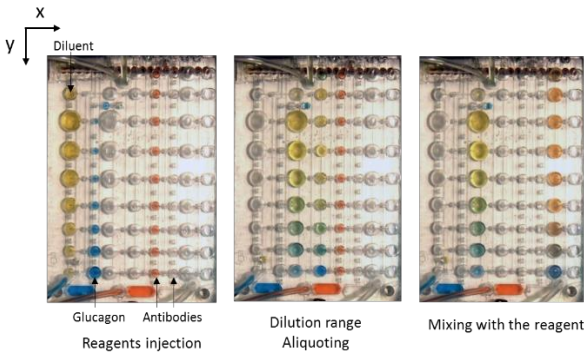 x
y
Diluent
Glucagon
Antibodies
Reagents injection
Dilution range
Aliquoting
Mixing with the reagent